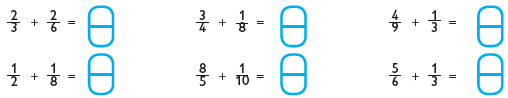 2/3 + 2/6 = 3/4 + 1/8 = 4/9 + 1/3 =
1/2 + 1/8 = 8/5 + 1/10 = 5/6 + 1/3 =